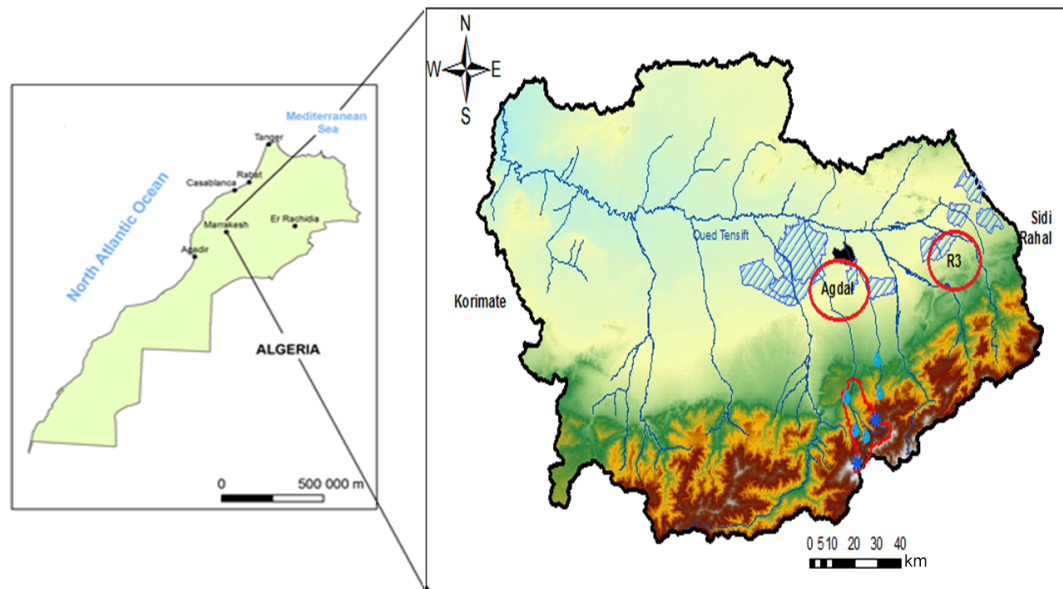 Mediterranean
Sea
Tanger
Rabat
Casablanca
Er Rachidia
Marrakesh
Agadir
North Atlantic Ocean
ALGERIA
0 500 000 m
N
W E
S
Oued Tensift
Sidi
Rahal
R3
Agdal
Korimate
0 5 10 20 30 40
km